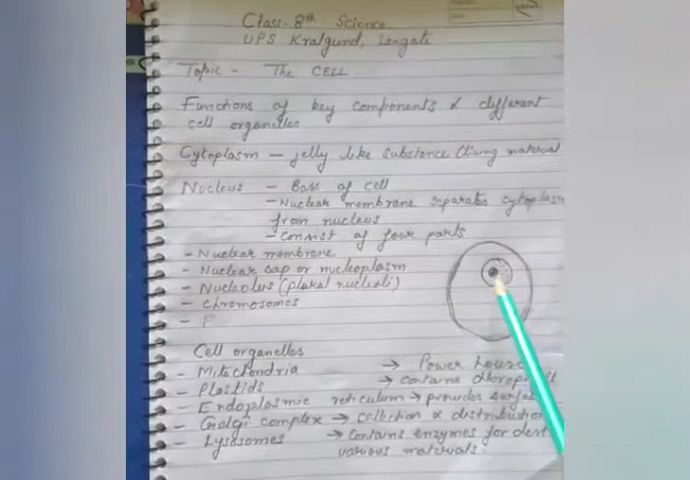 Class-8th Science
UPS Kralgund, Langate
Topic - The CELL
Functions of key components & different
cell organelles
Cytoplasm - jelly like substance (living material
Nucleus - Boss of cell
- Nuclear membrane separates cytoplasm
from nucleus
- Consist of four parts
- Nuclear membrane
- Nuclear sap or nucleoplasm
- Nucleolus (plural nucleoli)
- Chromosomes
-
Cell organelles
- Mitochondria → Power house
- Plastids → contains chlorophyll
- Endoplasmic reticulum → provides
- Golgi complex → collection & distribution
- Lysosomes → contains enzymes for
various materials